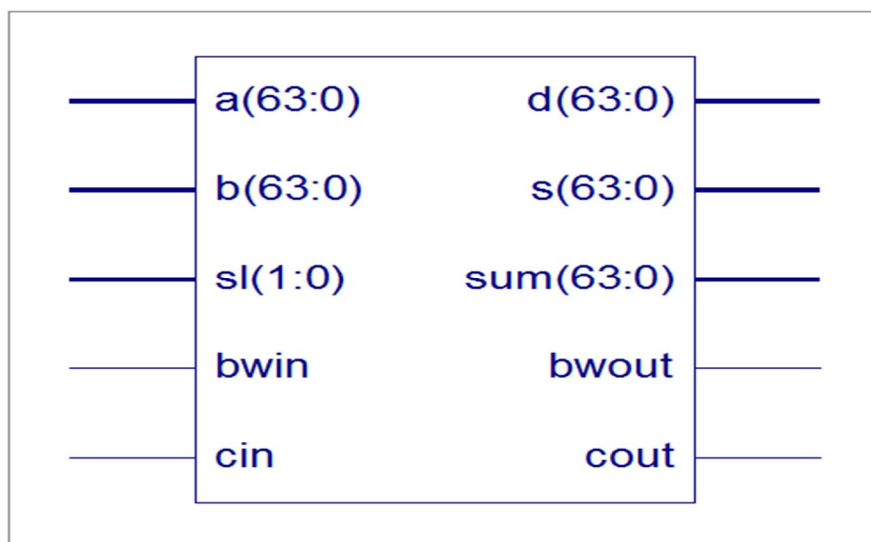 a(63:0) d(63:0)
b(63:0) s(63:0)
sl(1:0) sum(63:0)
bwin bwout
cin cout